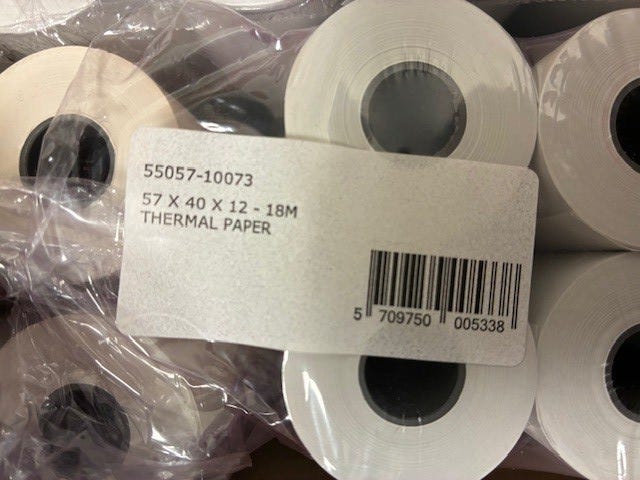 55057-10073
57 X 40 X 12 - 18M
THERMAL PAPER
5 709750 005338